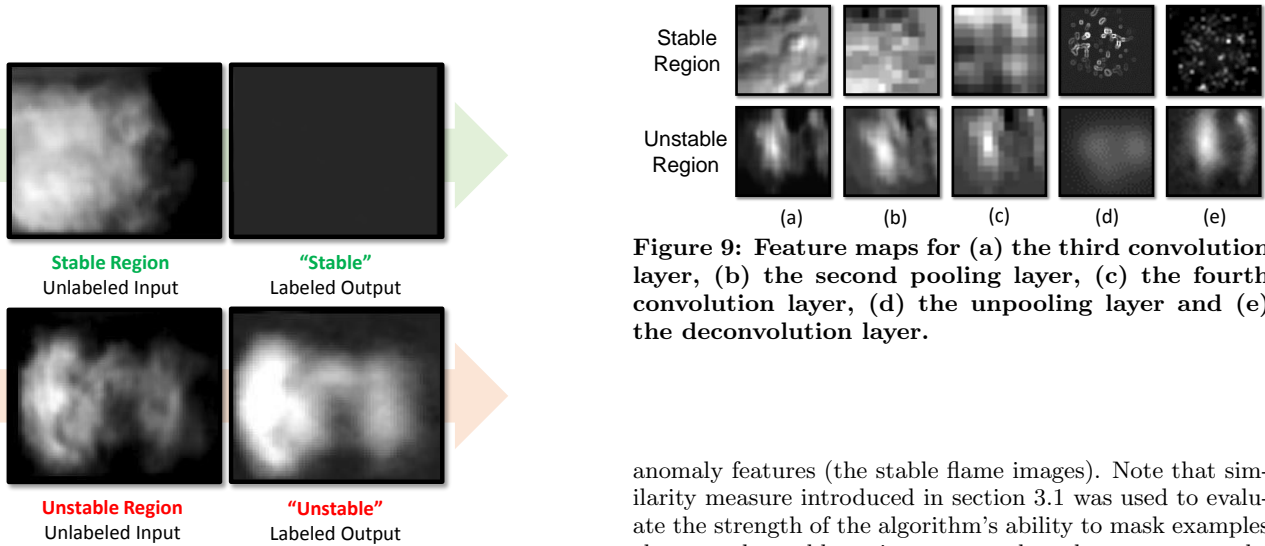 Stable Region
Unlabeled Input
“Stable”
Labeled Output
Unstable Region
Unlabeled Input
“Unstable”
Labeled Output
Stable
Region
Unstable
Region
(a) (b) (c) (d) (e)
Figure 9: Feature maps for (a) the third convolution
layer, (b) the second pooling layer, (c) the fourth
convolution layer, (d) the unpooling layer and (e)
the deconvolution layer.
anomaly features (the stable flame images). Note that sim-
ilarity measure introduced in section 3.1 was used to evalu-
ate the strength of the algorithm's ability to mask examples